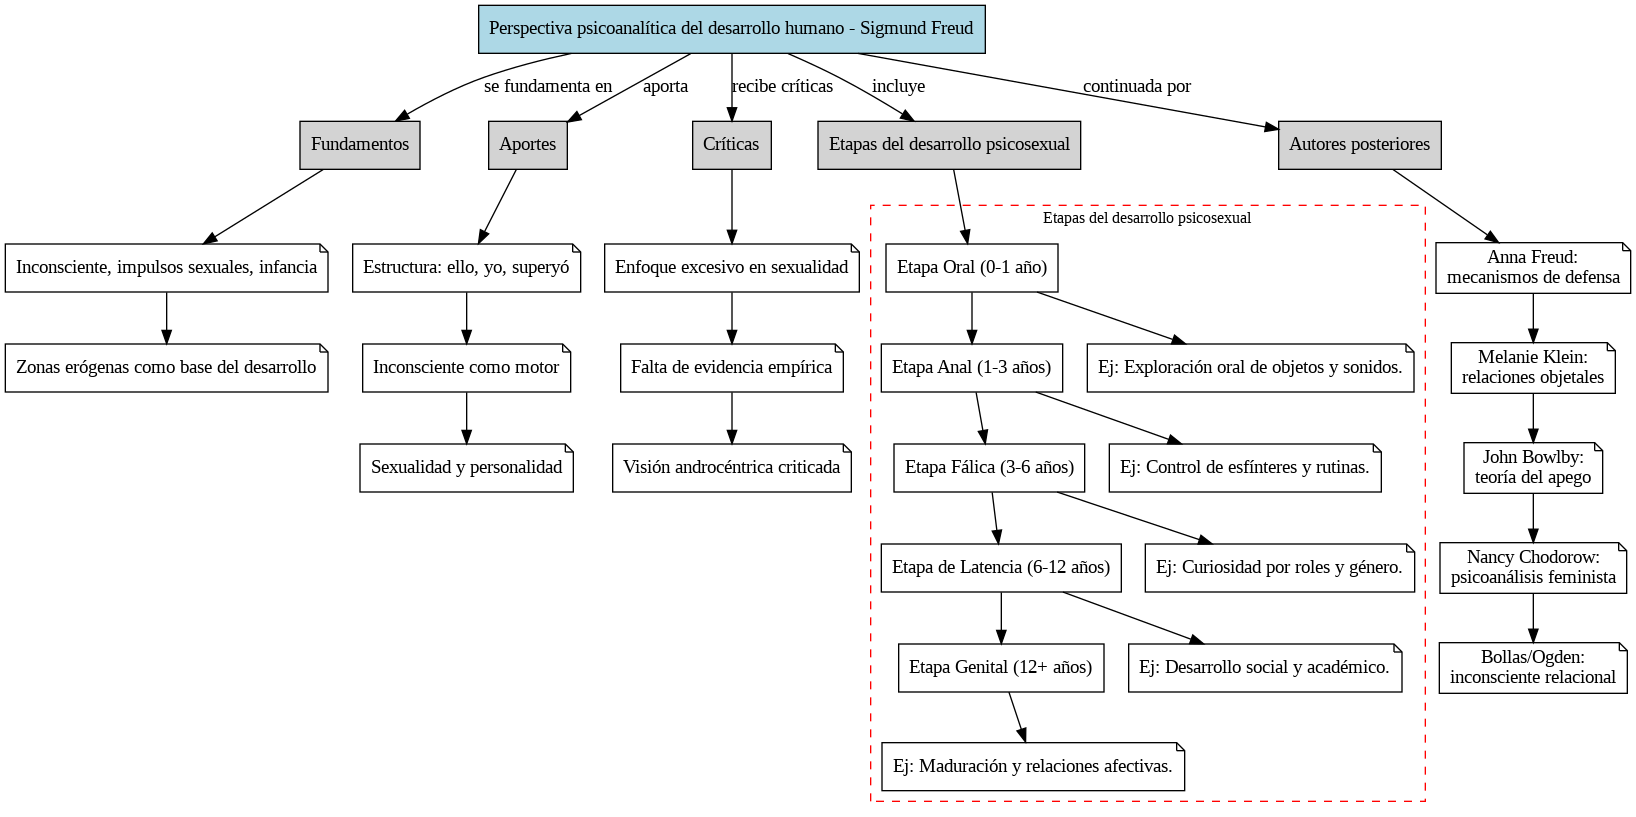 Perspectiva psicoanalítica del desarrollo humano - Sigmund Freud
se fundamenta en
aporta
recibe críticas
incluye
continuada por
Fundamentos
Aportes
Críticas
Etapas del desarrollo psicosexual
Autores posteriores
Inconsciente, impulsos sexuales, infancia
Zonas erógenas como base del desarrollo
Estructura: ello, yo, superyó
Inconsciente como motor
Sexualidad y personalidad
Enfoque excesivo en sexualidad
Falta de evidencia empírica
Visión androcéntrica criticada
Etapas del desarrollo psicosexual
Etapa Oral (0-1 año)
Etapa Anal (1-3 años)
Ej: Exploración oral de objetos y sonidos.
Etapa Fálica (3-6 años)
Ej: Control de esfínteres y rutinas.
Etapa de Latencia (6-12 años)
Ej: Curiosidad por roles y género.
Etapa Genital (12+ años)
Ej: Desarrollo social y académico.
Ej: Maduración y relaciones afectivas.
Anna Freud:
mecanismos de defensa
Melanie Klein:
relaciones objetales
John Bowlby:
teoría del apego
Nancy Chodorow:
psicoanálisis feminista
Bollas/Ogden:
inconsciente relacional